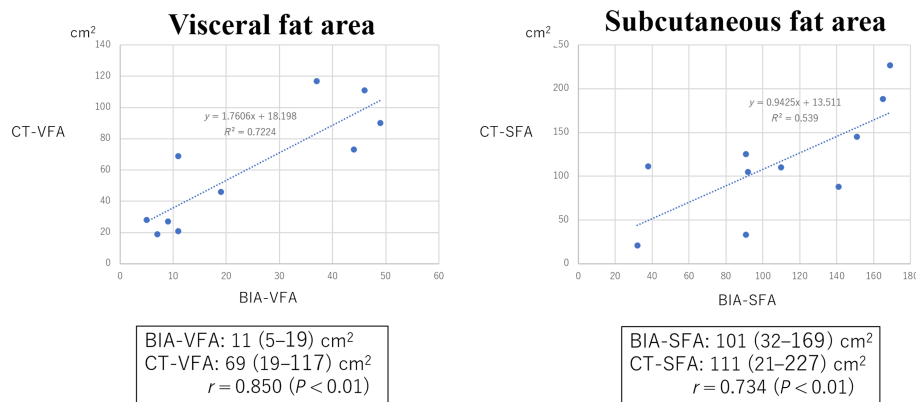 Visceral fat area
cm²
140
120
100
80
60
40
20
0
CT-VFA
y = 1.7606x + 18.198
R² = 0.7224
0 10 20 30 40 50 60
BIA-VFA
BIA-VFA: 11 (5–19) cm²
CT-VFA: 69 (19–117) cm²
r = 0.850 (P < 0.01)
Subcutaneous fat area
cm²
250
200
150
100
50
0
CT-SFA
y = 0.9425x + 13.511
R² = 0.539
0 20 40 60 80 100 120 140 160 180
BIA-SFA
BIA-SFA: 101 (32–169) cm²
CT-SFA: 111 (21–227) cm²
r = 0.734 (P < 0.01)